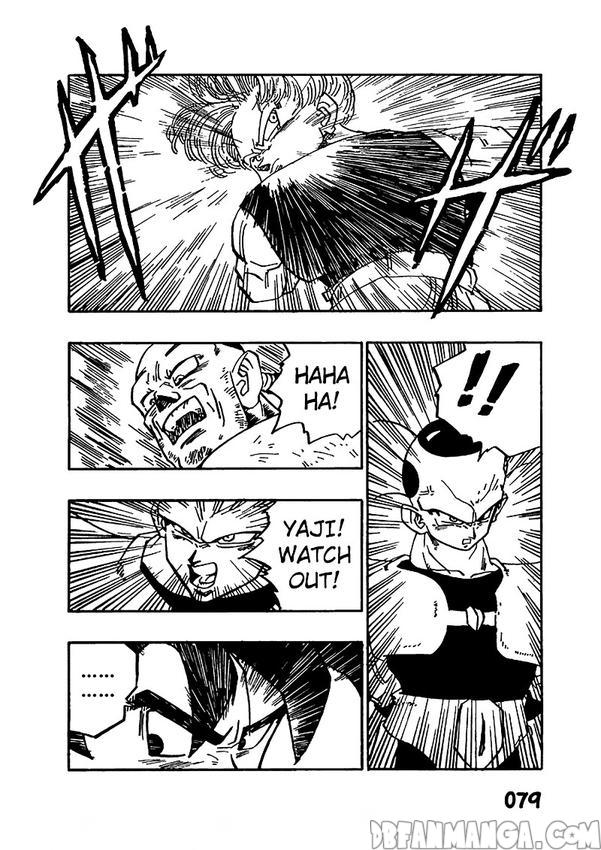 HAHA
HA!
YAJI!
WATCH
OUT!
......
......
!!
079
DBFANMANGA.COM